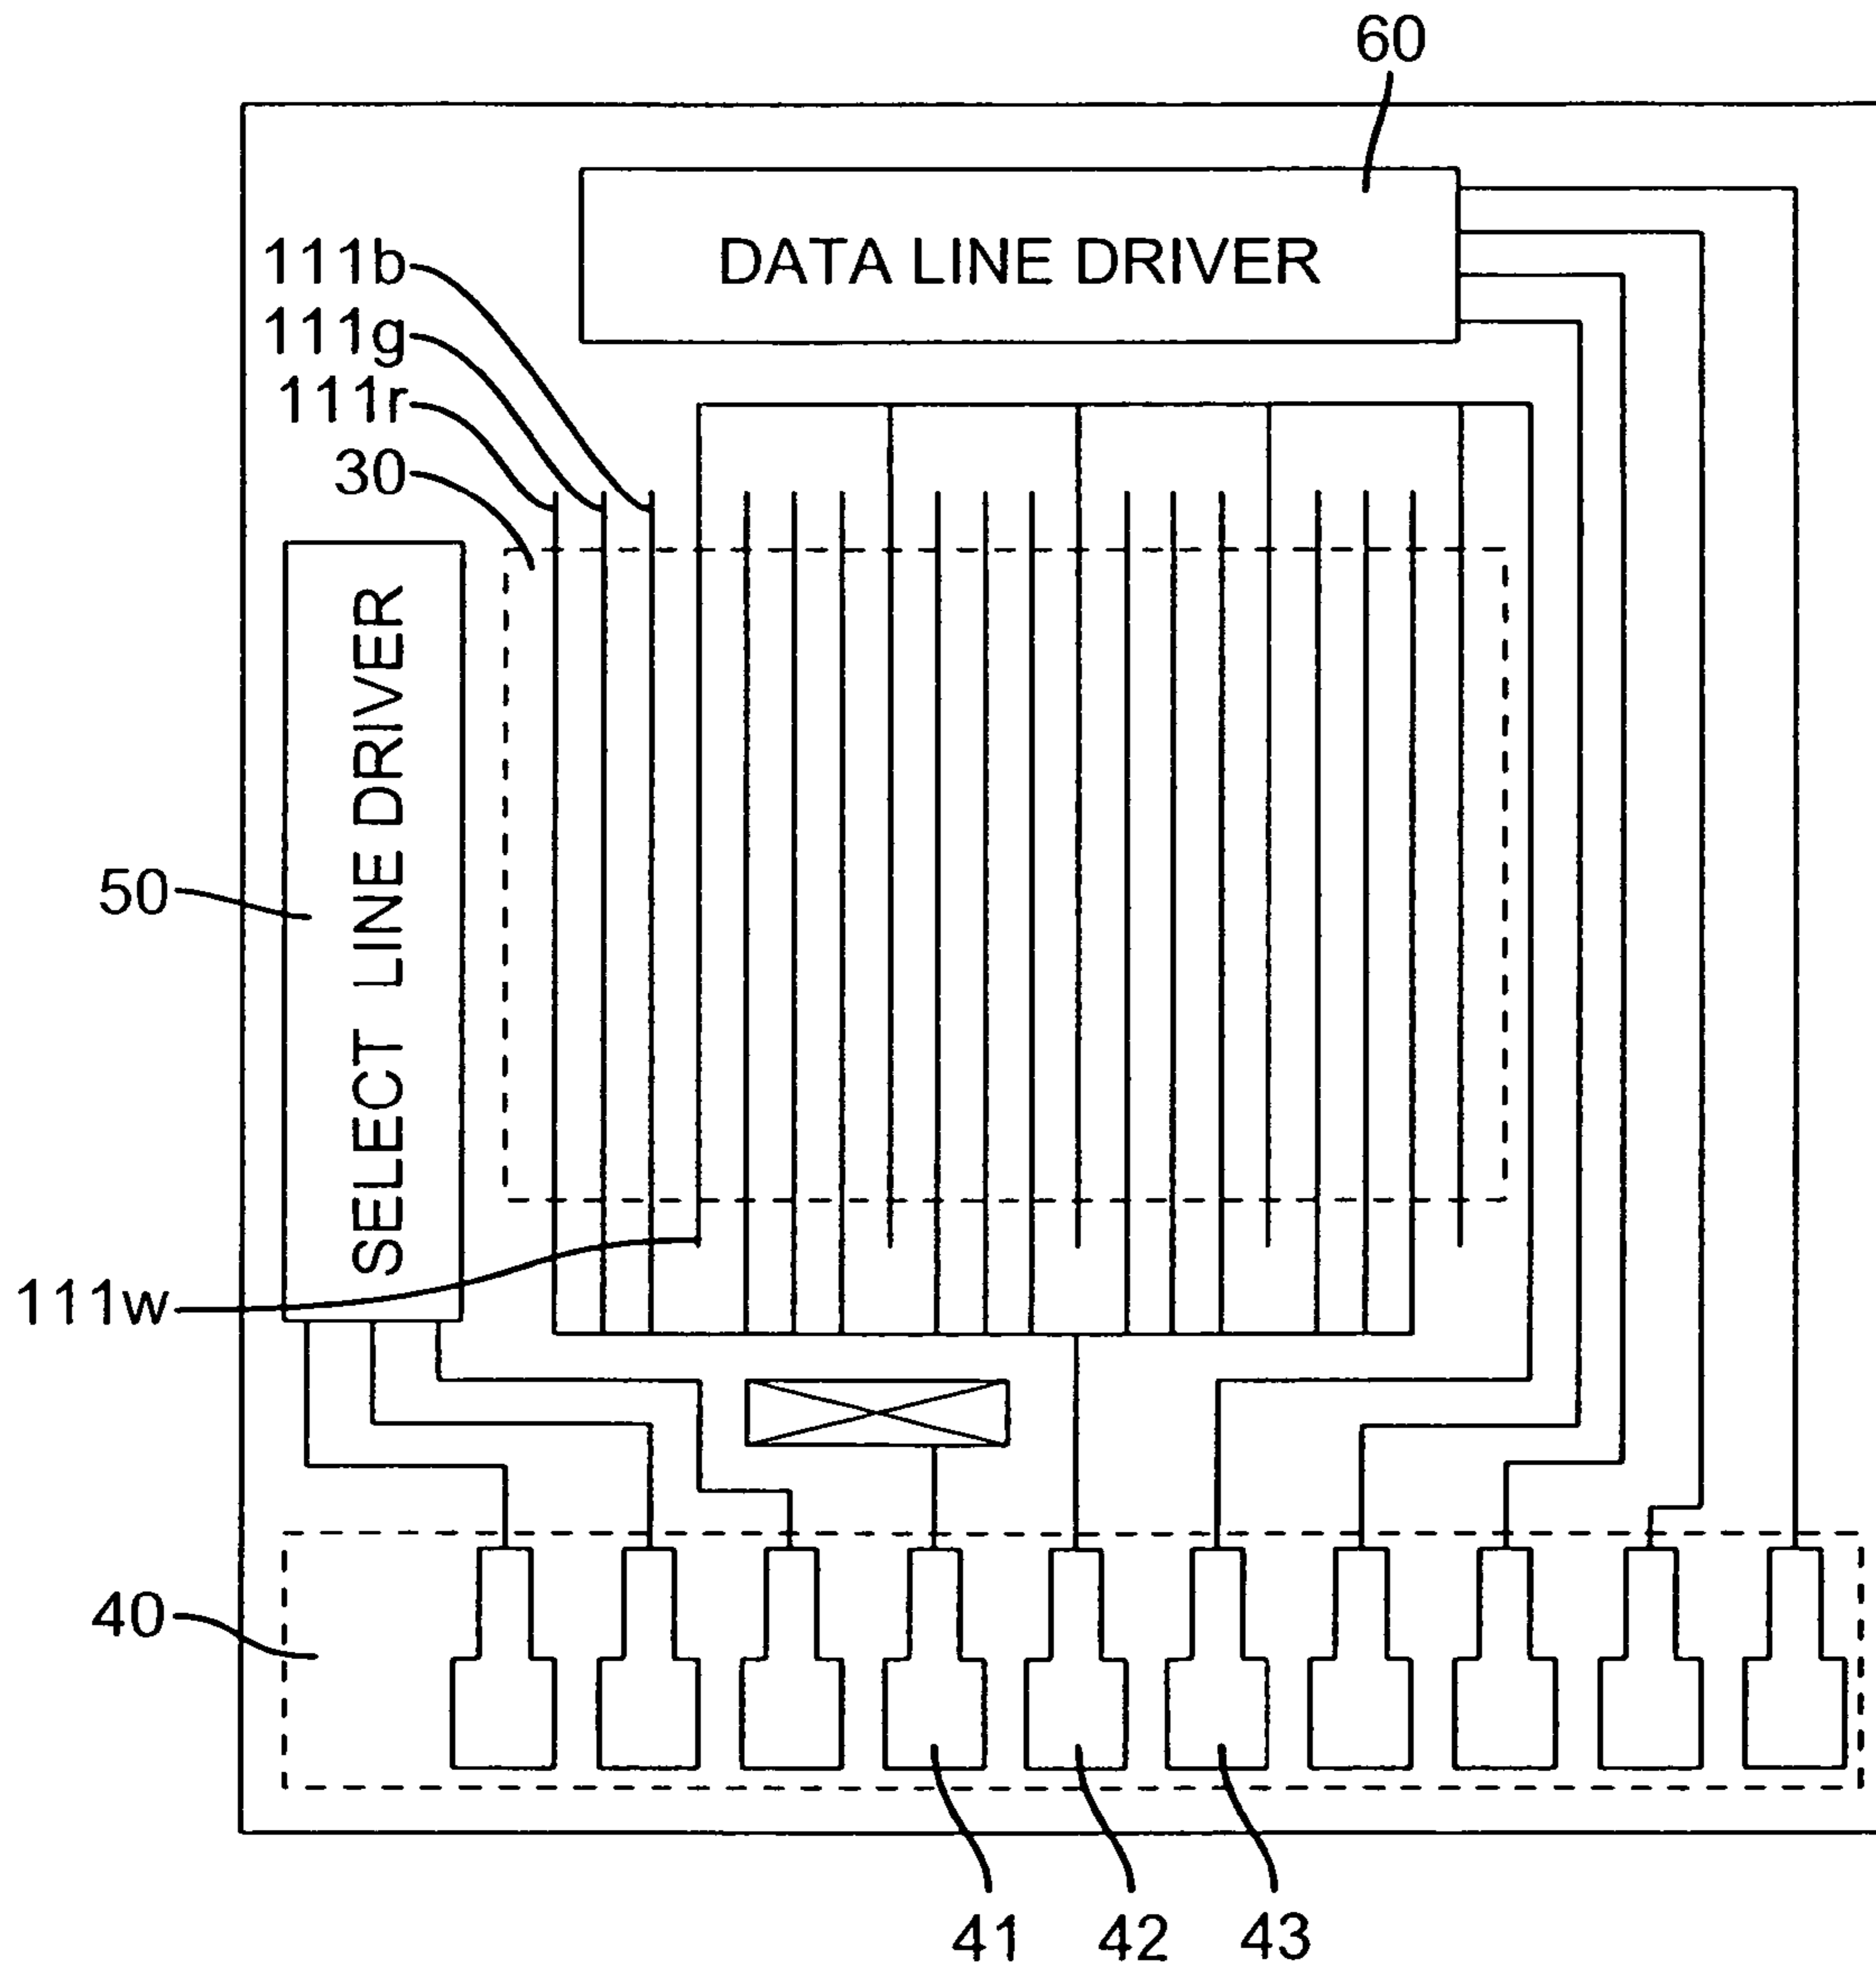 60
DATA LINE DRIVER
111b
111g
111r
30
SELECT LINE DRIVER
50
111w
40
41
42
43